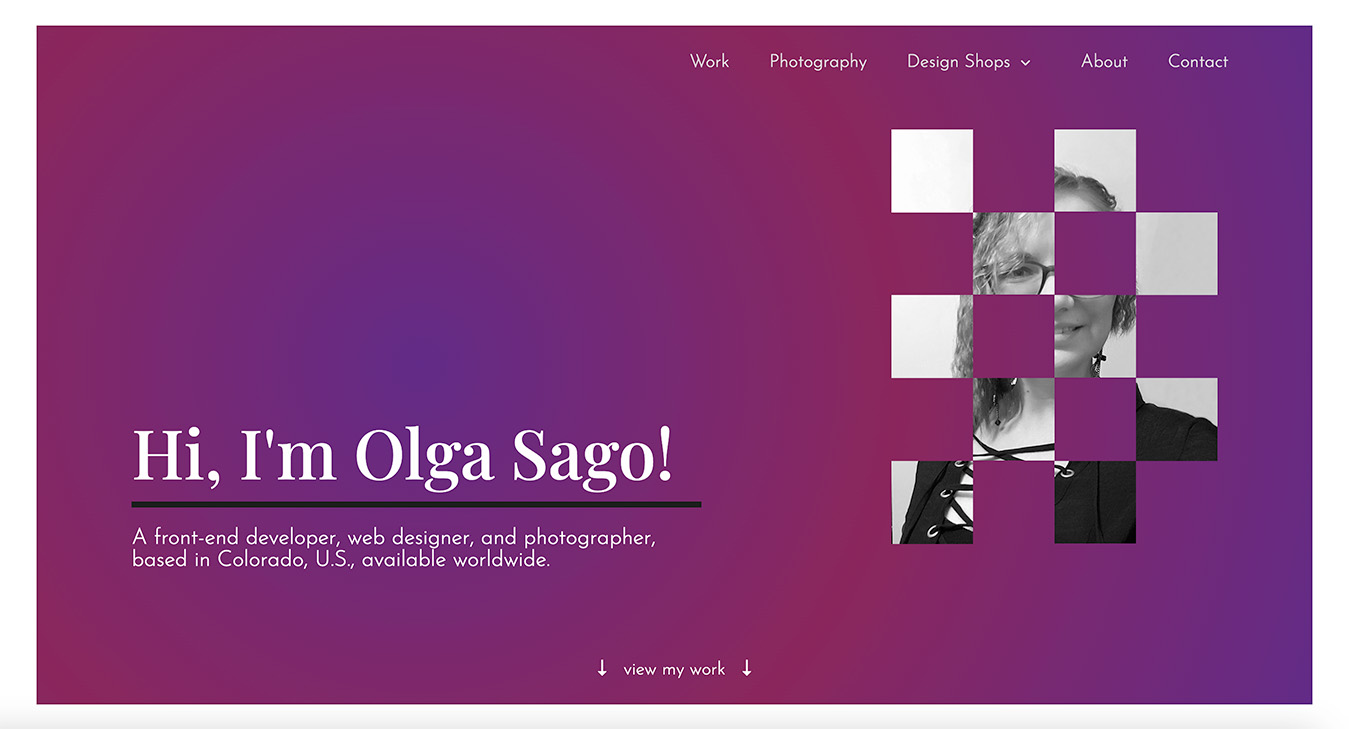 Work Photography Design Shops About Contact
Hi, I'm Olga Sago!
A front-end developer, web designer, and photographer,
based in Colorado, U.S., available worldwide.
↓ view my work ↓